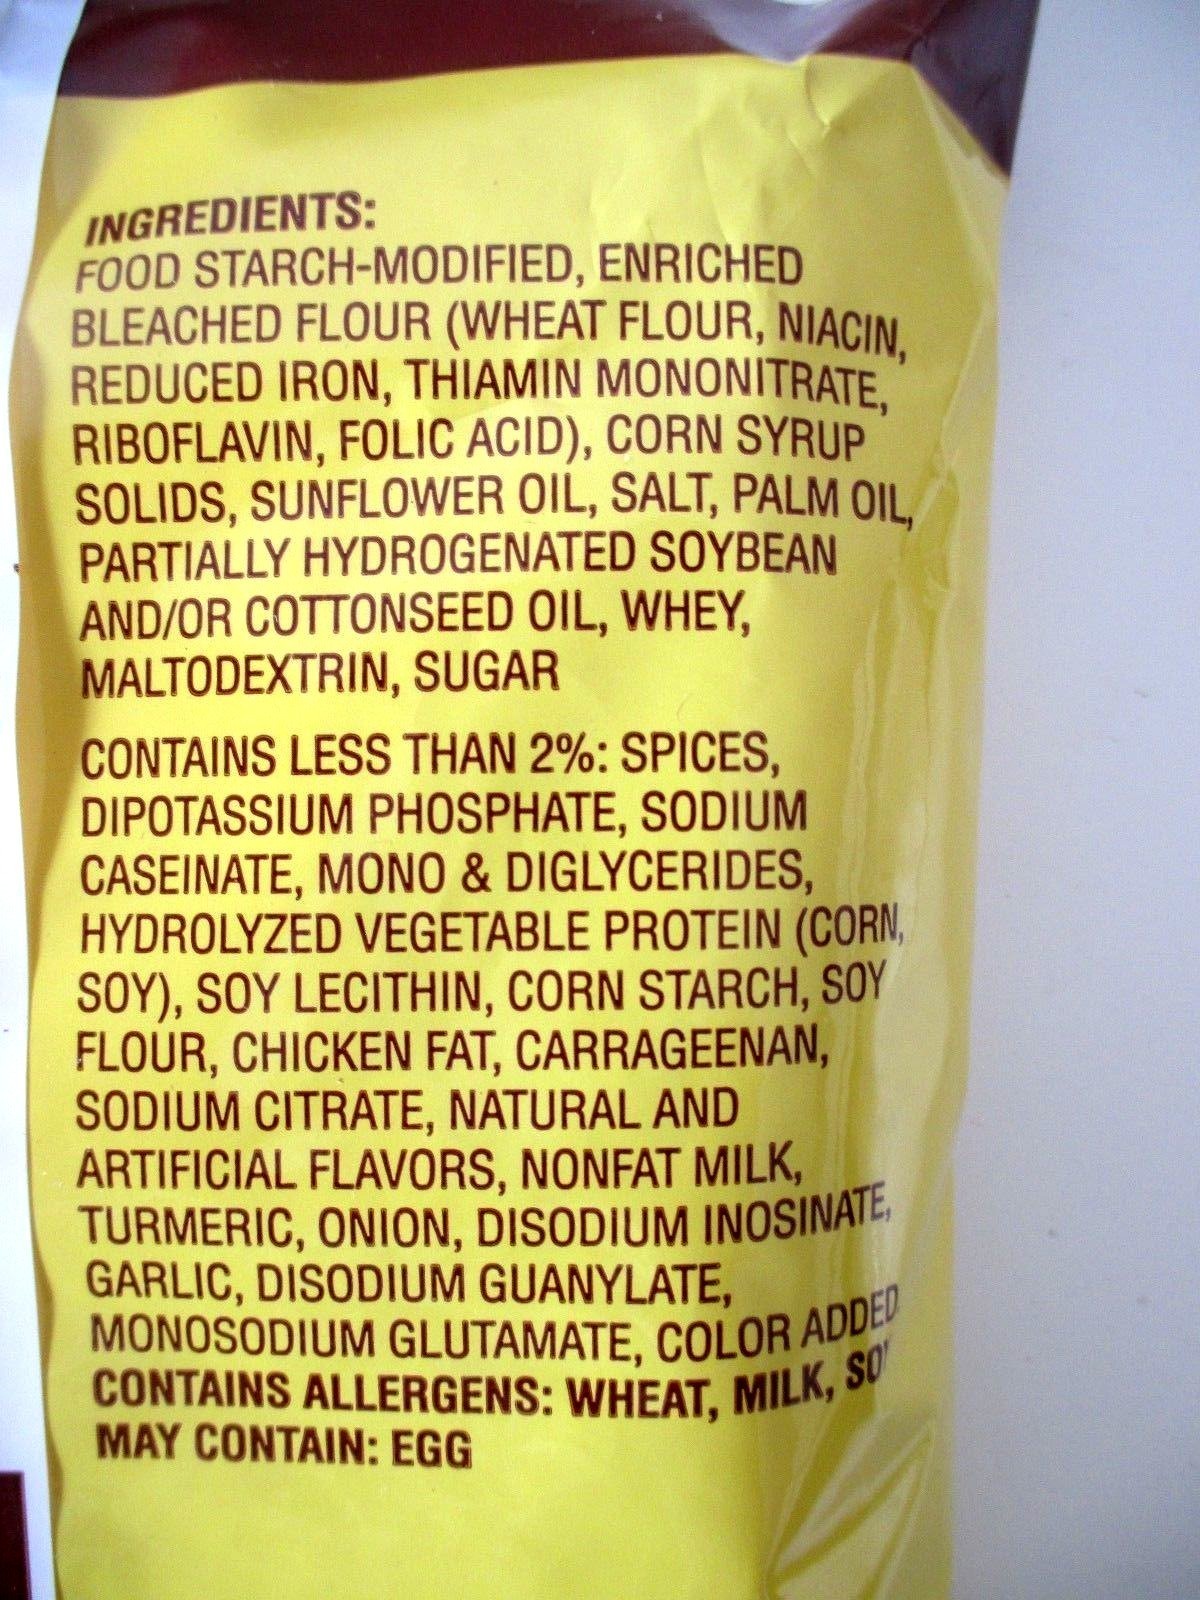 INGREDIENTS:
FOOD STARCH-MODIFIED, ENRICHED
BLEACHED FLOUR (WHEAT FLOUR, NIACIN,
REDUCED IRON, THIAMIN MONONITRATE,
RIBOFLAVIN, FOLIC ACID), CORN SYRUP
SOLIDS, SUNFLOWER OIL, SALT, PALM OIL,
PARTIALLY HYDROGENATED SOYBEAN
AND/OR COTTONSEED OIL, WHEY,
MALTODEXTRIN, SUGAR
CONTAINS LESS THAN 2%: SPICES,
DIPOTASSIUM PHOSPHATE, SODIUM
CASEINATE, MONO & DIGLYCERIDES,
HYDROLYZED VEGETABLE PROTEIN (CORN,
SOY), SOY LECITHIN, CORN STARCH, SOY
FLOUR, CHICKEN FAT, CARRAGEENAN,
SODIUM CITRATE, NATURAL AND
ARTIFICIAL FLAVORS, NONFAT MILK,
TURMERIC, ONION, DISODIUM INOSINATE,
GARLIC, DISODIUM GUANYLATE,
MONOSODIUM GLUTAMATE, COLOR ADDED
CONTAINS ALLERGENS: WHEAT, MILK, SOY
MAY CONTAIN: EGG